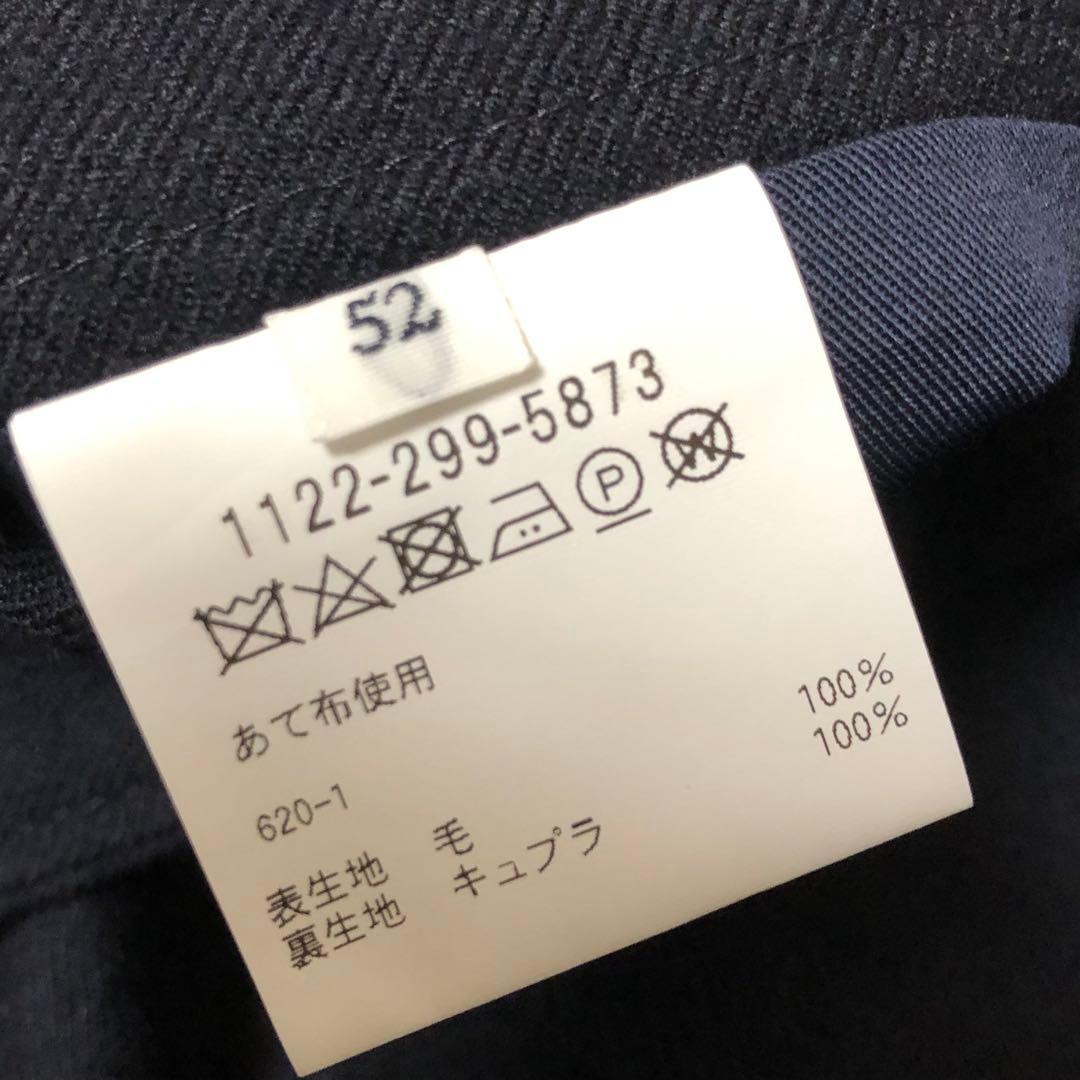 52
1122-299-5873
P
W
あて布使用
620-1
表生地 毛 100%
裏生地 キュプラ 100%